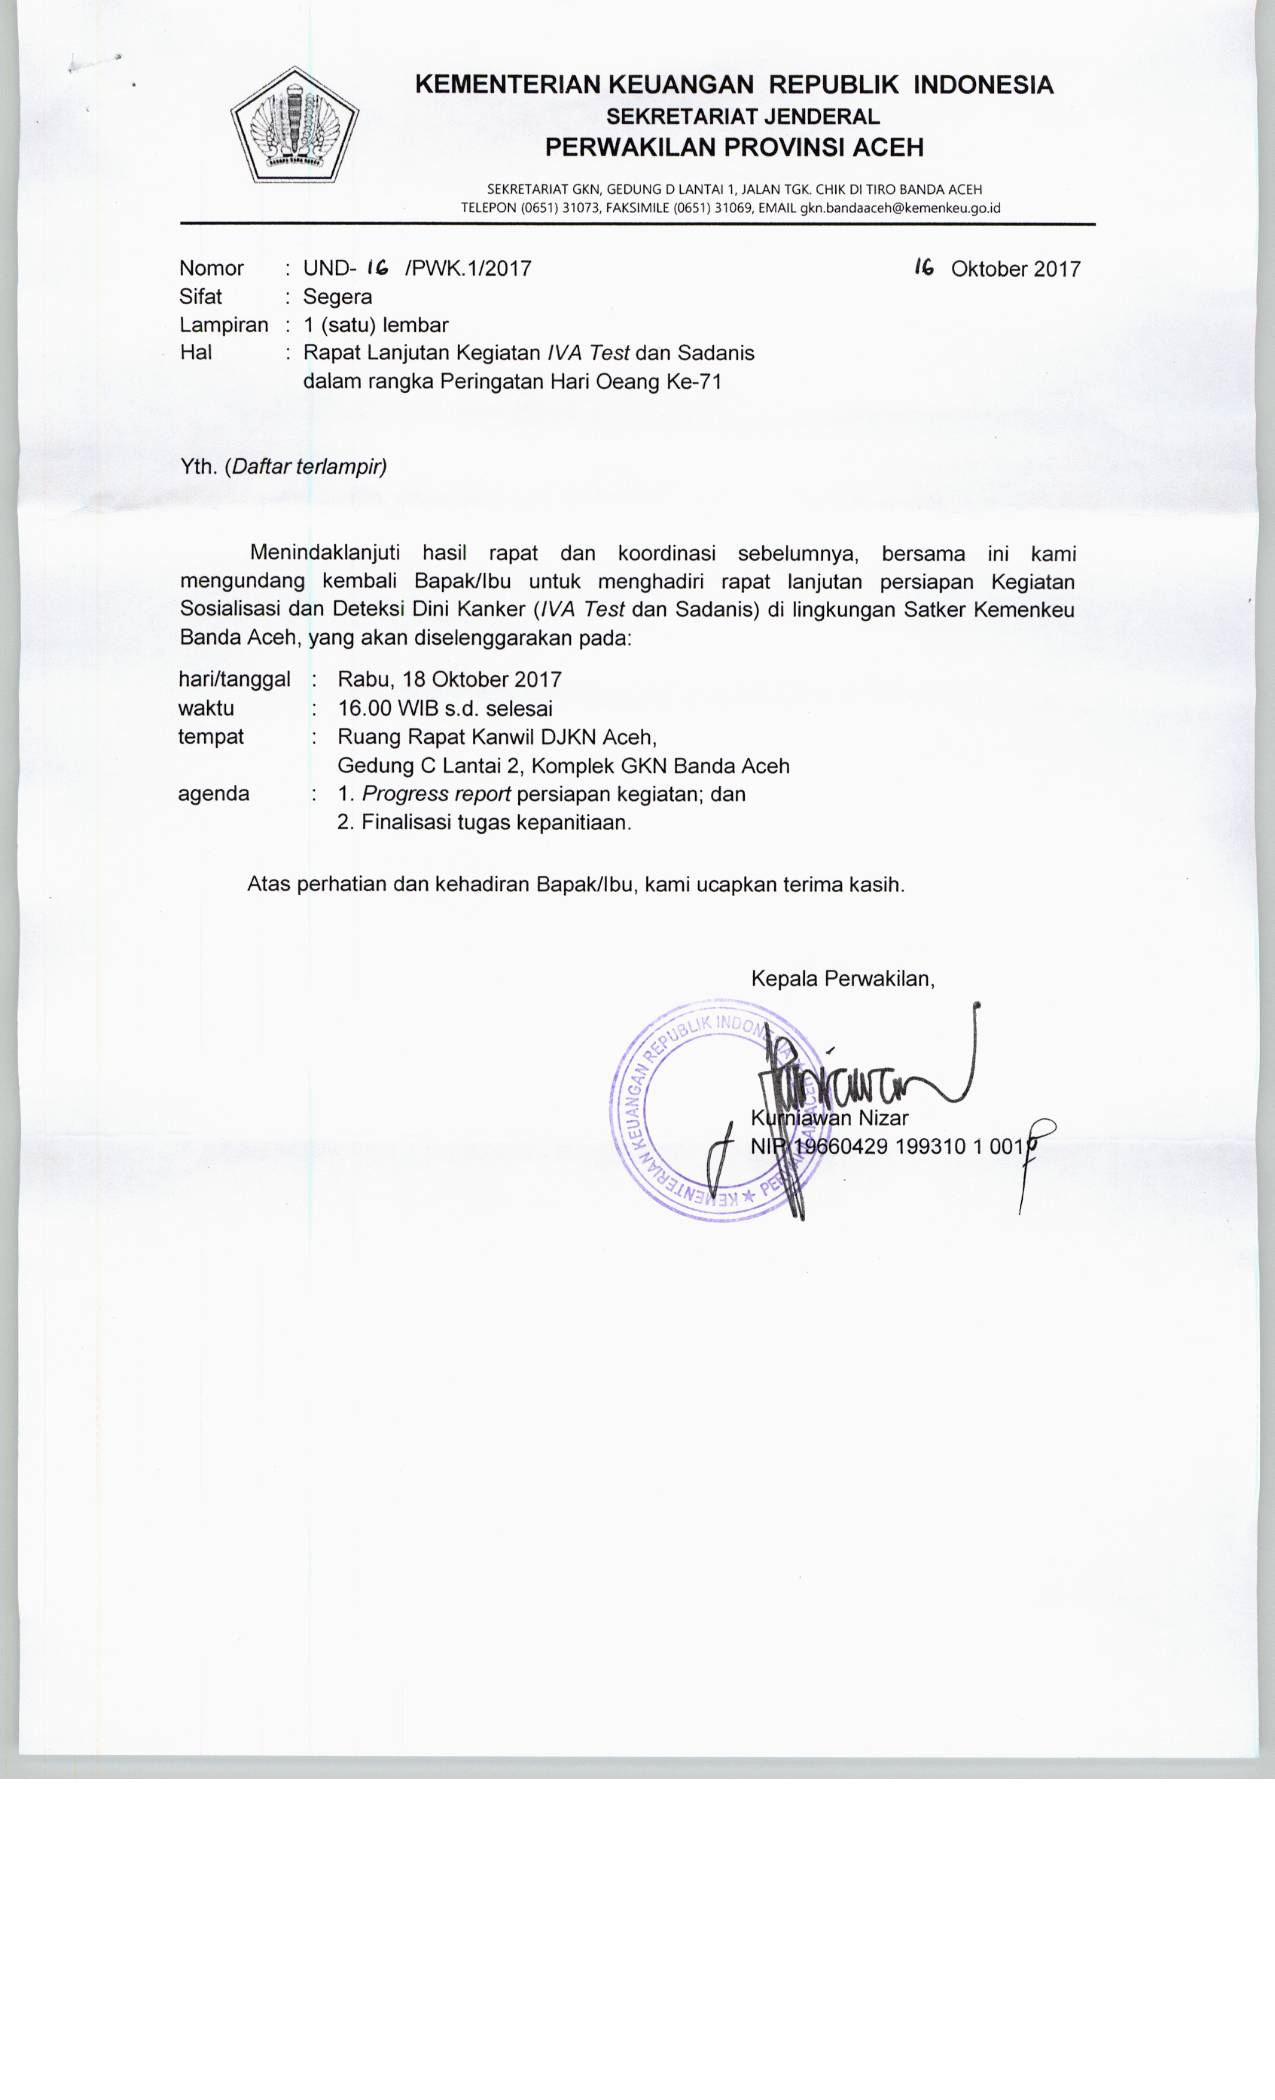 KEMENTERIAN KEUANGAN REPUBLIK INDONESIA
SEKRETARIAT JENDERAL
PERWAKILAN PROVINSI ACEH
SEKRETARIAT GKN, GEDUNG D LANTAI 1, JALAN TGK. CHIK DI TIRO BANDA ACEH
TELEPON (0651) 31073, FAKSIMILE (0651) 31069, EMAIL gkn.bandaaceh@kemenkeu.go.id
Nomor : UND- 16 /PWK.1/2017 16 Oktober 2017
Sifat : Segera
Lampiran : 1 (satu) lembar
Hal : Rapat Lanjutan Kegiatan IVA Test dan Sadanis
dalam rangka Peringatan Hari Oeang Ke-71
Yth. (Daftar terlampir)
Menindaklanjuti hasil rapat dan koordinasi sebelumnya, bersama ini kami
mengundang kembali Bapak/Ibu untuk menghadiri rapat lanjutan persiapan Kegiatan
Sosialisasi dan Deteksi Dini Kanker (IVA Test dan Sadanis) di lingkungan Satker Kemenkeu
Banda Aceh, yang akan diselenggarakan pada:
hari/tanggal : Rabu, 18 Oktober 2017
waktu : 16.00 WIB s.d. selesai
tempat : Ruang Rapat Kanwil DJKN Aceh,
Gedung C Lantai 2, Komplek GKN Banda Aceh
agenda : 1. Progress report persiapan kegiatan; dan
2. Finalisasi tugas kepanitiaan.
Atas perhatian dan kehadiran Bapak/Ibu, kami ucapkan terima kasih.
Kepala Perwakilan,
KEMENTERIAN KEUANGAN REPUBLIK INDONESIA
Kurniawan Nizar
NIP 19660429 199310 1 001